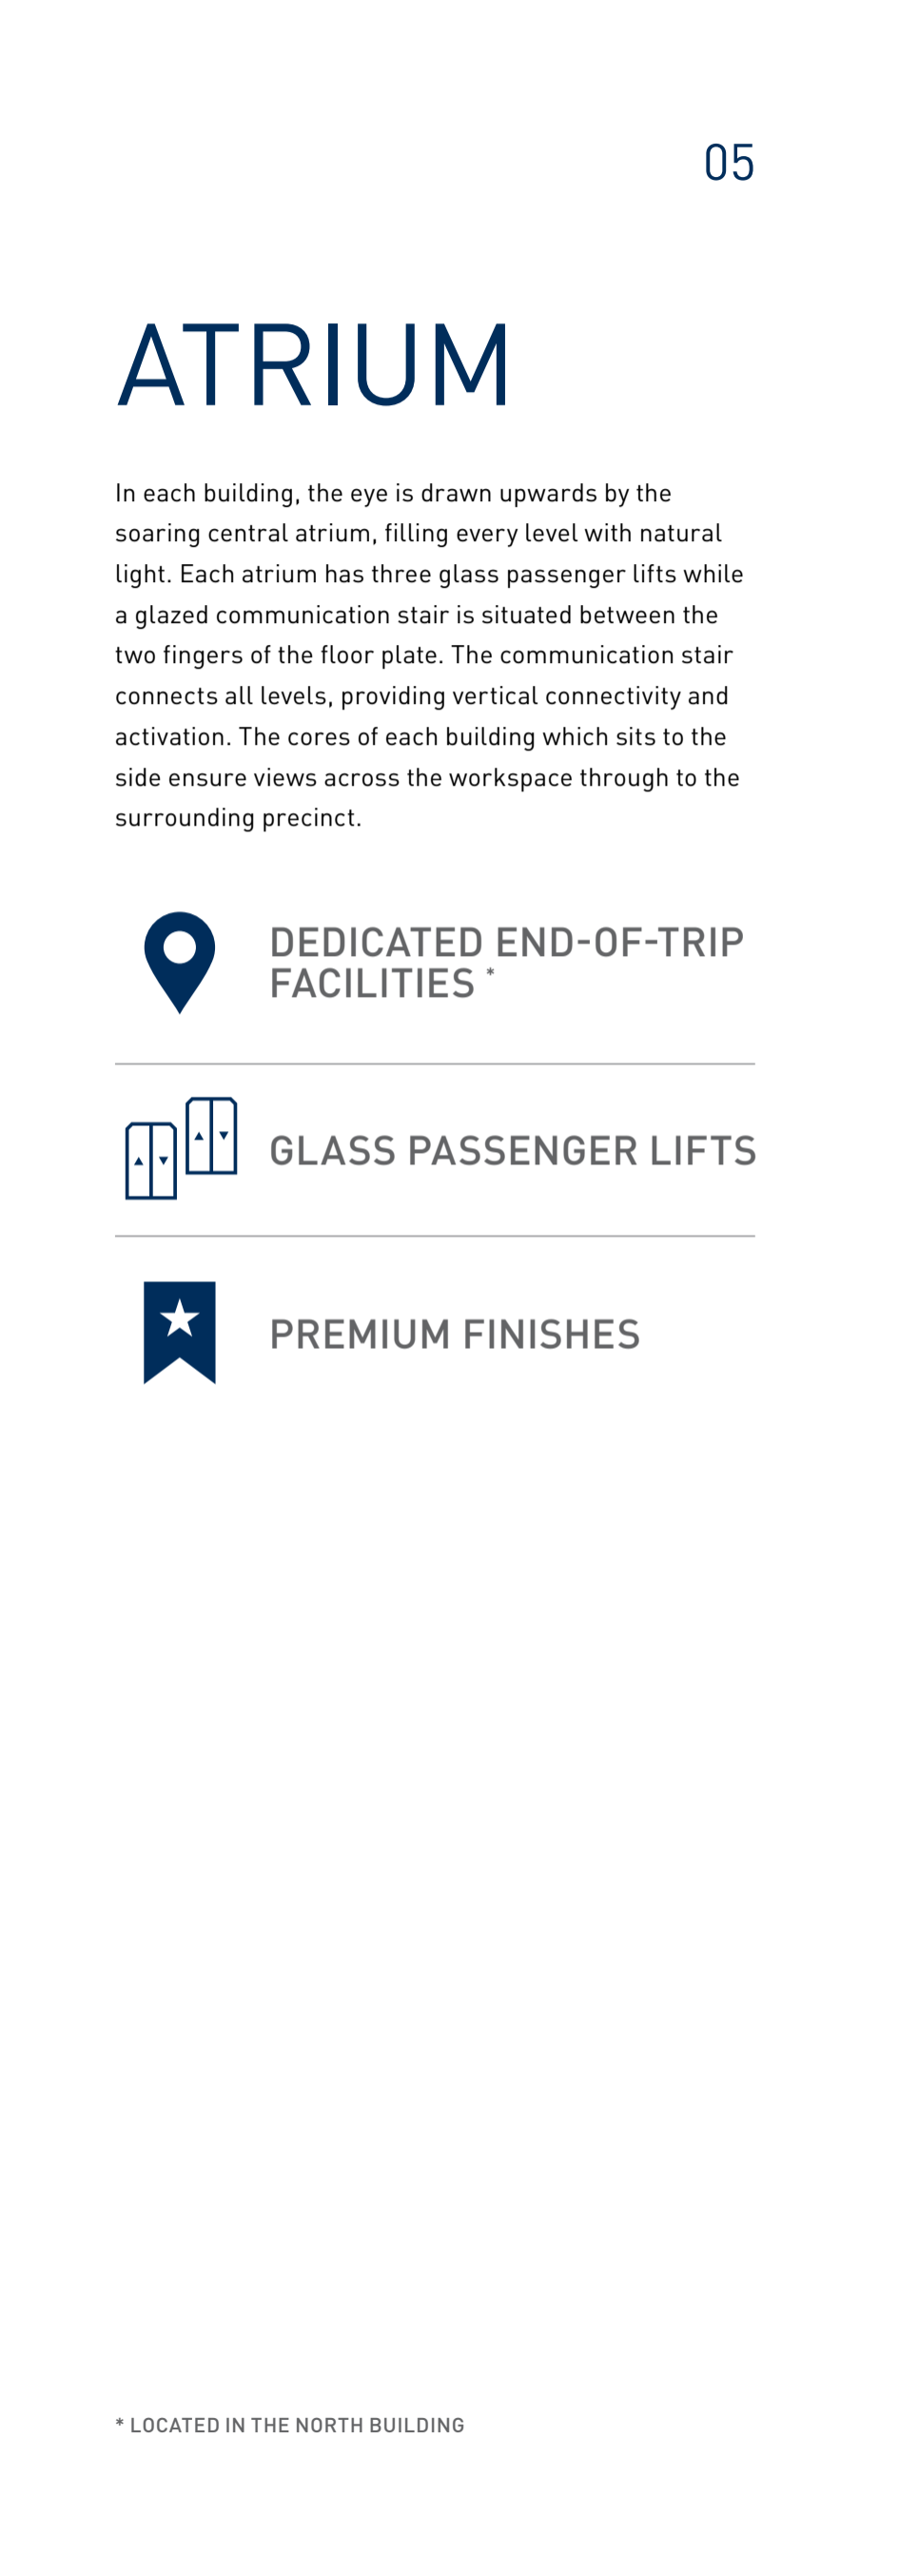 05
ATRIUM
In each building, the eye is drawn upwards by the
soaring central atrium, filling every level with natural
light. Each atrium has three glass passenger lifts while
a glazed communication stair is situated between the
two fingers of the floor plate. The communication stair
connects all levels, providing vertical connectivity and
activation. The cores of each building which sits to the
side ensure views across the workspace through to the
surrounding precinct.
DEDICATED END-OF-TRIP
FACILITIES *
GLASS PASSENGER LIFTS
PREMIUM FINISHES
* LOCATED IN THE NORTH BUILDING